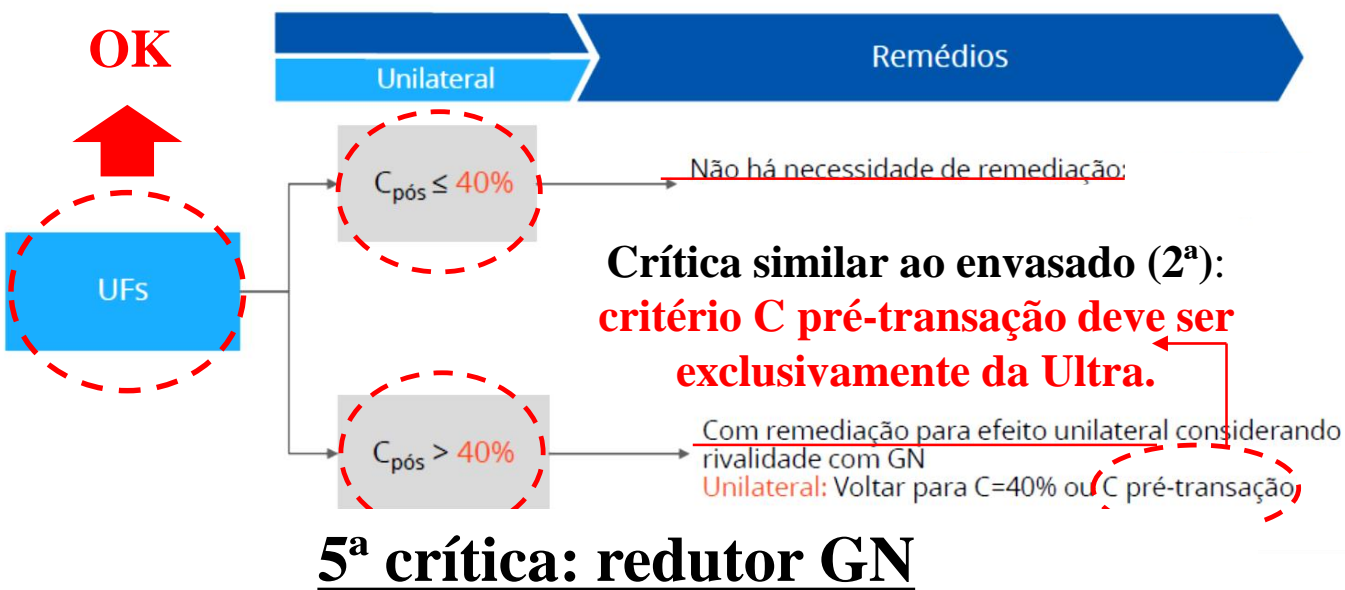 OK
Unilateral
Remédios
C_pós ≤ 40%
Não há necessidade de remediação;
UFs
Crítica similar ao envasado (2ª):
critério C pré-transação deve ser
exclusivamente da Ultra.
C_pós > 40%
Com remediação para efeito unilateral considerando
rivalidade com GN
Unilateral: Voltar para C=40% ou C pré-transação
5ª crítica: redutor GN